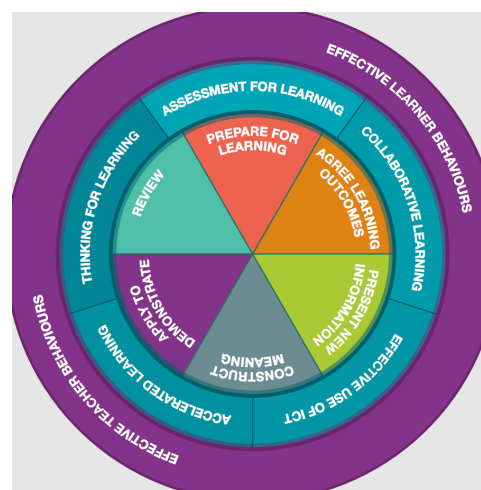 EFFECTIVE LEARNER BEHAVIOURS
ASSESSMENT FOR LEARNING
COLLABORATIVE LEARNING
EFFECTIVE USE OF ICT
ACCELERATED LEARNING
THINKING FOR LEARNING
PREPARE FOR
LEARNING
AGREE LEARNING
OUTCOMES
PRESENT NEW
INFORMATION
CONSTRUCT
MEANING
APPLY TO
DEMONSTRATE
REVIEW
EFFECTIVE TEACHER BEHAVIOURS